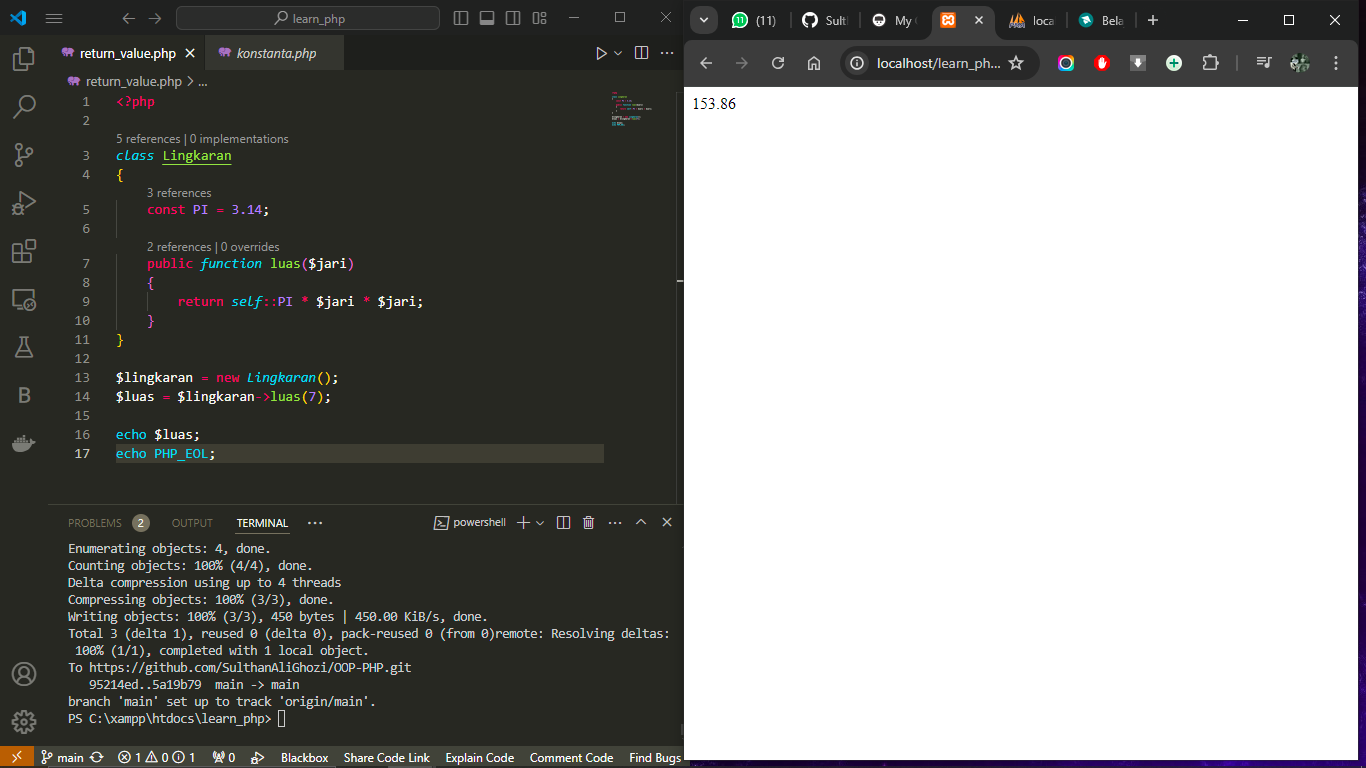 learn_php
return_value.php
konstanta.php
return_value.php > ...
1 <?php
2
5 references | 0 implementations
3 class Lingkaran
4 {
3 references
5 const PI = 3.14;
6
2 references | 0 overrides
7 public function luas($jari)
8 {
9 return self::PI * $jari * $jari;
10 }
11 }
12
13 $lingkaran = new Lingkaran();
14 $luas = $lingkaran->luas(7);
15
16 echo $luas;
17 echo PHP_EOL;
PROBLEMS 2 OUTPUT TERMINAL ... powershell
Enumerating objects: 4, done.
Counting objects: 100% (4/4), done.
Delta compression using up to 4 threads
Compressing objects: 100% (3/3), done.
Writing objects: 100% (3/3), 450 bytes | 450.00 KiB/s, done.
Total 3 (delta 1), reused 0 (delta 0), pack-reused 0 (from 0)remote: Resolving deltas:
100% (1/1), completed with 1 local object.
To https://github.com/SulthanAliGhozi/OOP-PHP.git
95214ed..5a19b79 main -> main
branch 'main' set up to track 'origin/main'.
PS C:\xampp\htdocs\learn_php>
main 1 0 1 0 Blackbox Share Code Link Explain Code Comment Code Find Bugs
(11) Sult My loca Bela
localhost/learn_ph...
153.86